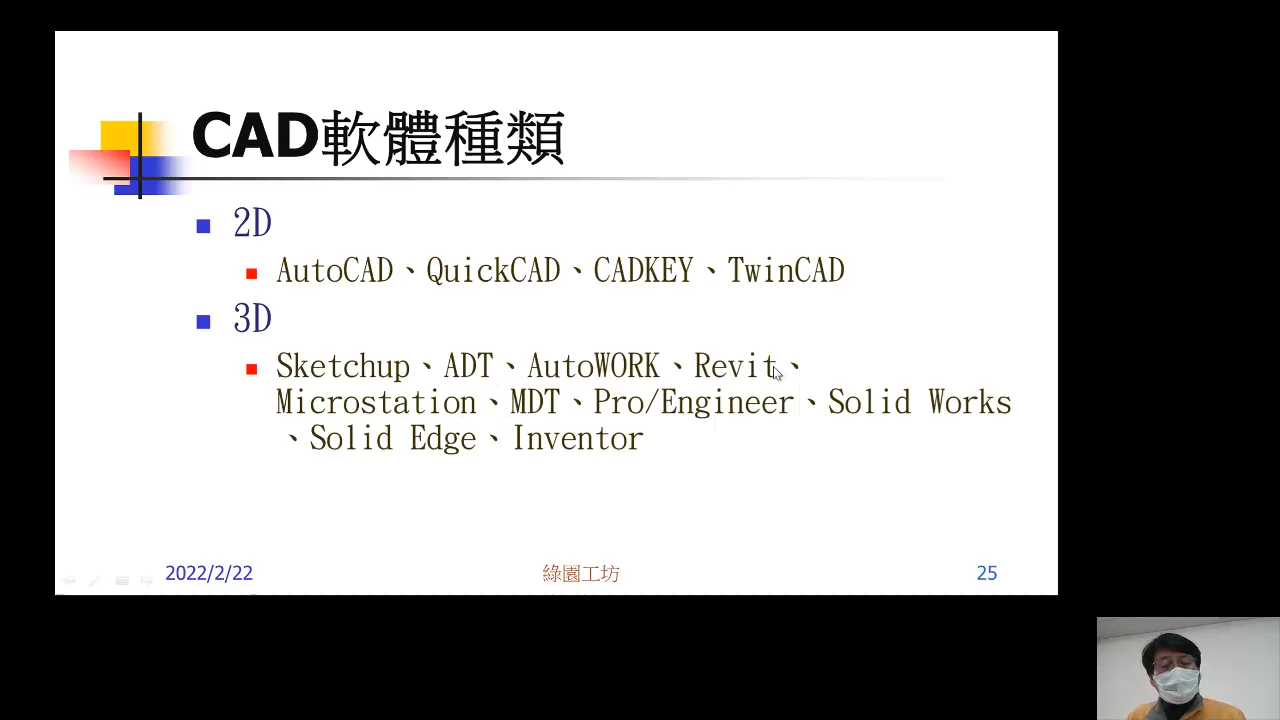 CAD軟體種類
2D
AutoCAD、QuickCAD、CADKEY、TwinCAD
3D
Sketchup、ADT、AutoWORK、Revit、
Microstation、MDT、Pro/Engineer、Solid Works
、Solid Edge、Inventor
2022/2/22
綠園工坊
25